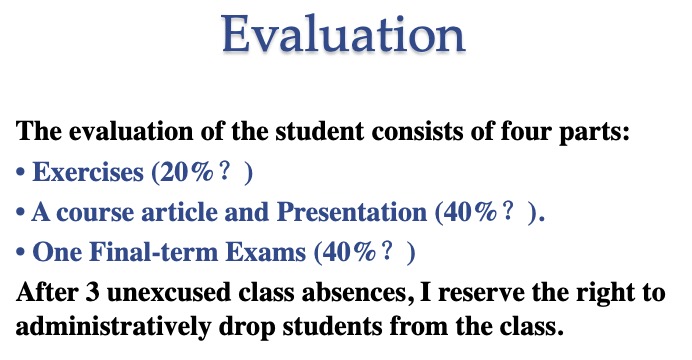 Evaluation
The evaluation of the student consists of four parts:
• Exercises (20%？)
• A course article and Presentation (40%？).
• One Final-term Exams (40%？)
After 3 unexcused class absences, I reserve the right to
administratively drop students from the class.